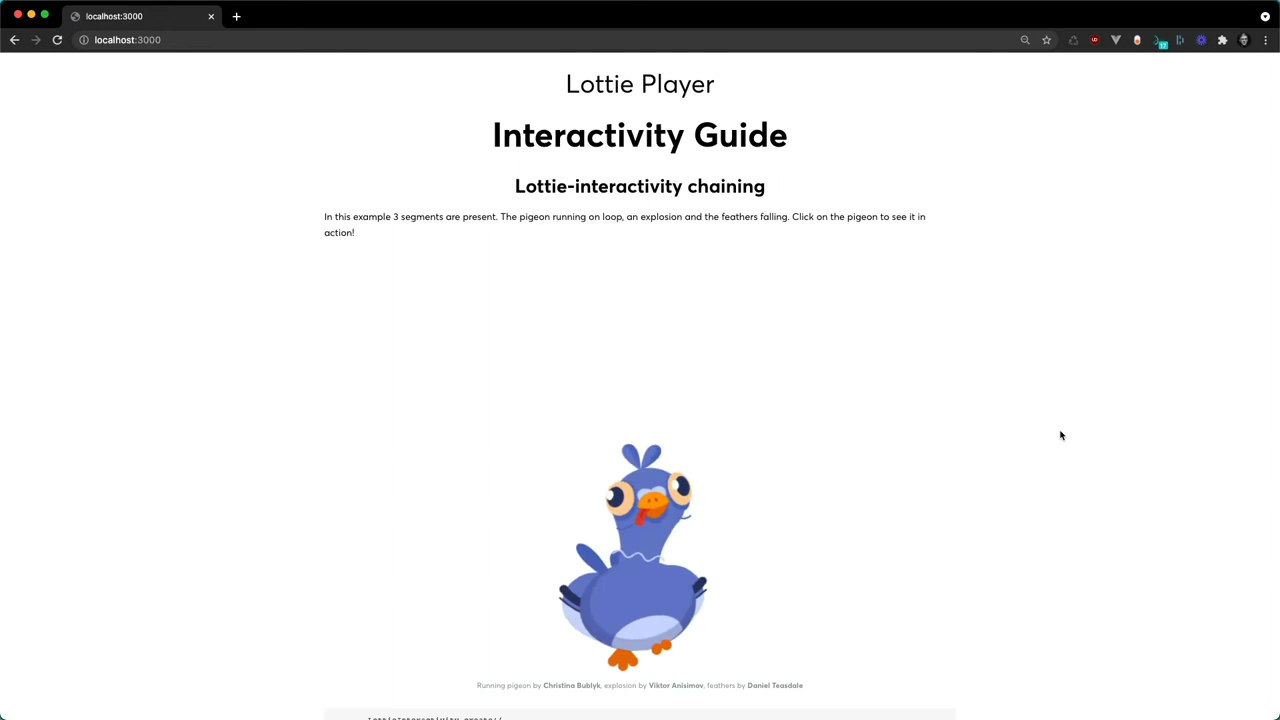 localhost:3000
localhost:3000
Lottie Player
Interactivity Guide
Lottie-interactivity chaining
In this example 3 segments are present. The pigeon running on loop, an explosion and the feathers falling. Click on the pigeon to see it in
action!
Running pigeon by Christina Bublyk, explosion by Viktor Anisimov, feathers by Daniel Teasdale